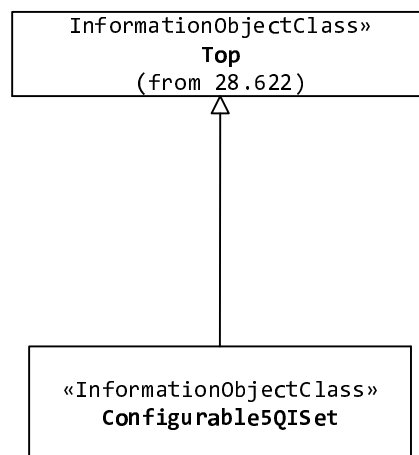 InformationObjectClass»
Top
(from 28.622)
«InformationObjectClass»
Configurable5QISet